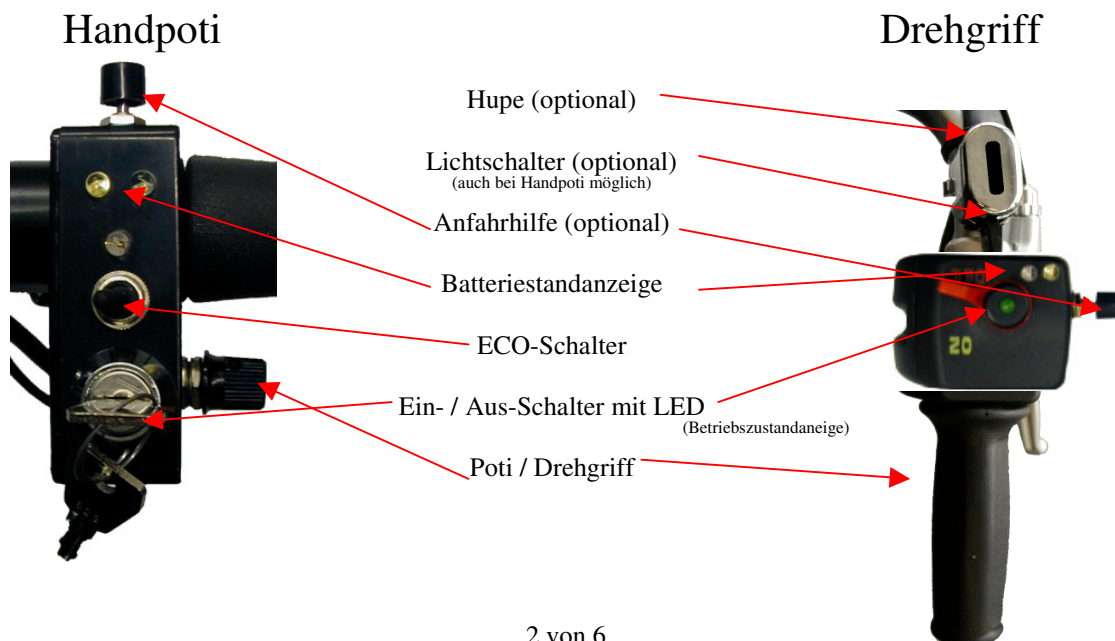 Handpoti
Drehgriff
Hupe (optional)
Lichtschalter (optional)
(auch bei Handpoti möglich)
Anfahrhilfe (optional)
Batteriestandanzeige
ECO-Schalter
Ein- / Aus-Schalter mit LED
(Betriebszustandaneige)
Poti / Drehgriff
20
2 von 6